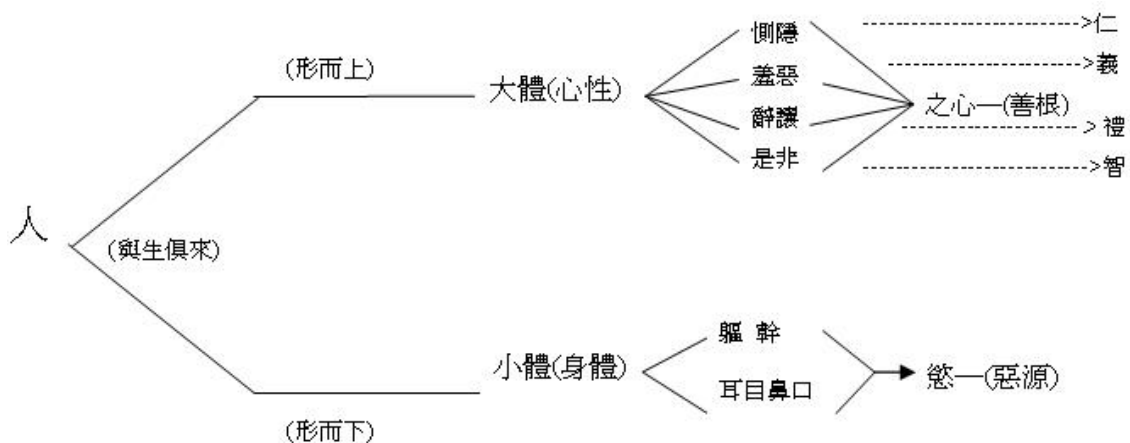 惻隱 ---------->仁
(形而上) 羞惡 ---------->義
大體(心性) 之心—(善根)
辭讓 ----------> 禮
是非 ---------->智
人 (與生俱來)
軀 幹
小體(身體) 慾—(惡源)
耳目鼻口
(形而下)